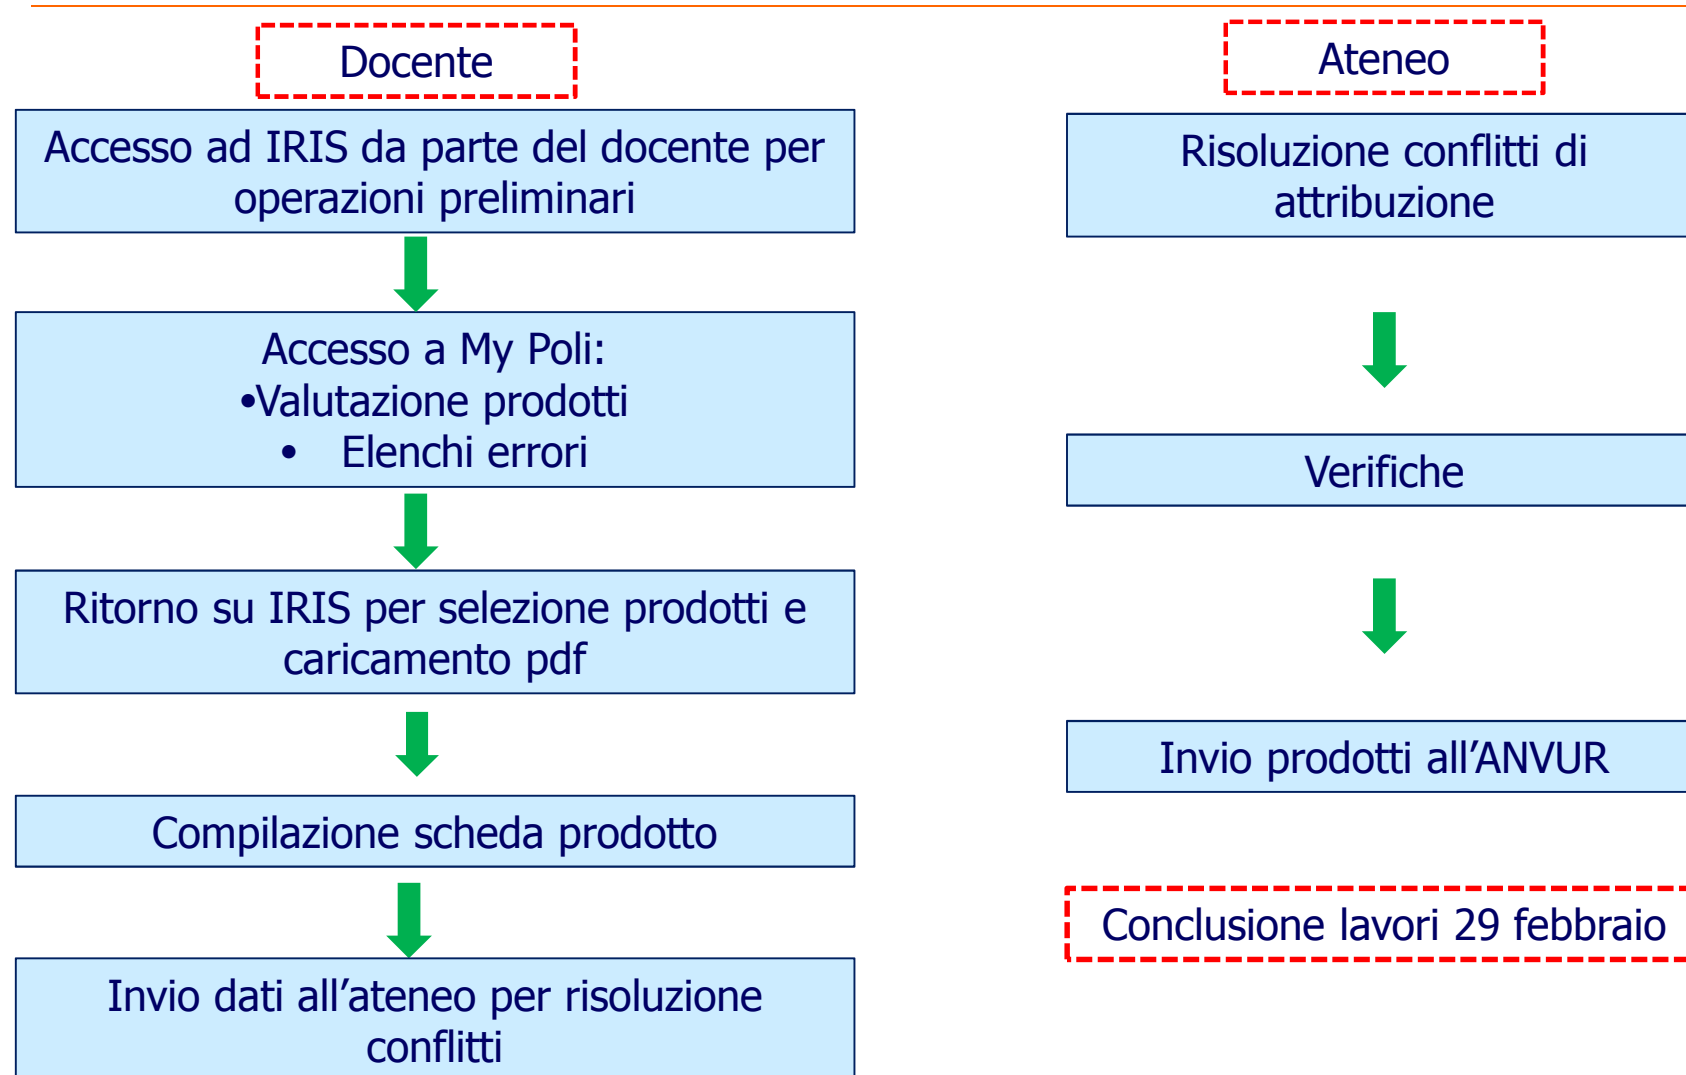 Docente
Accesso ad IRIS da parte del docente per
operazioni preliminari
Accesso a My Poli:
•Valutazione prodotti
• Elenchi errori
Ritorno su IRIS per selezione prodotti e
caricamento pdf
Compilazione scheda prodotto
Invio dati all’ateneo per risoluzione
conflitti
Ateneo
Risoluzione conflitti di
attribuzione
Verifiche
Invio prodotti all’ANVUR
Conclusione lavori 29 febbraio